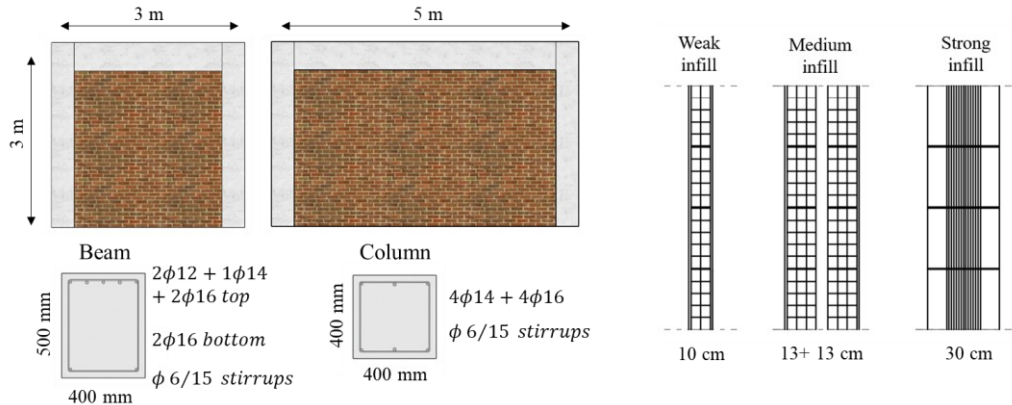 3 m
5 m
3 m
Weak infill
Medium infill
Strong infill
Beam
Column
500 mm
2ϕ12 + 1ϕ14
+ 2ϕ16 top
2ϕ16 bottom
ϕ 6/15 stirrups
400 mm
400 mm
4ϕ14 + 4ϕ16
ϕ 6/15 stirrups
400 mm
10 cm
13+ 13 cm
30 cm